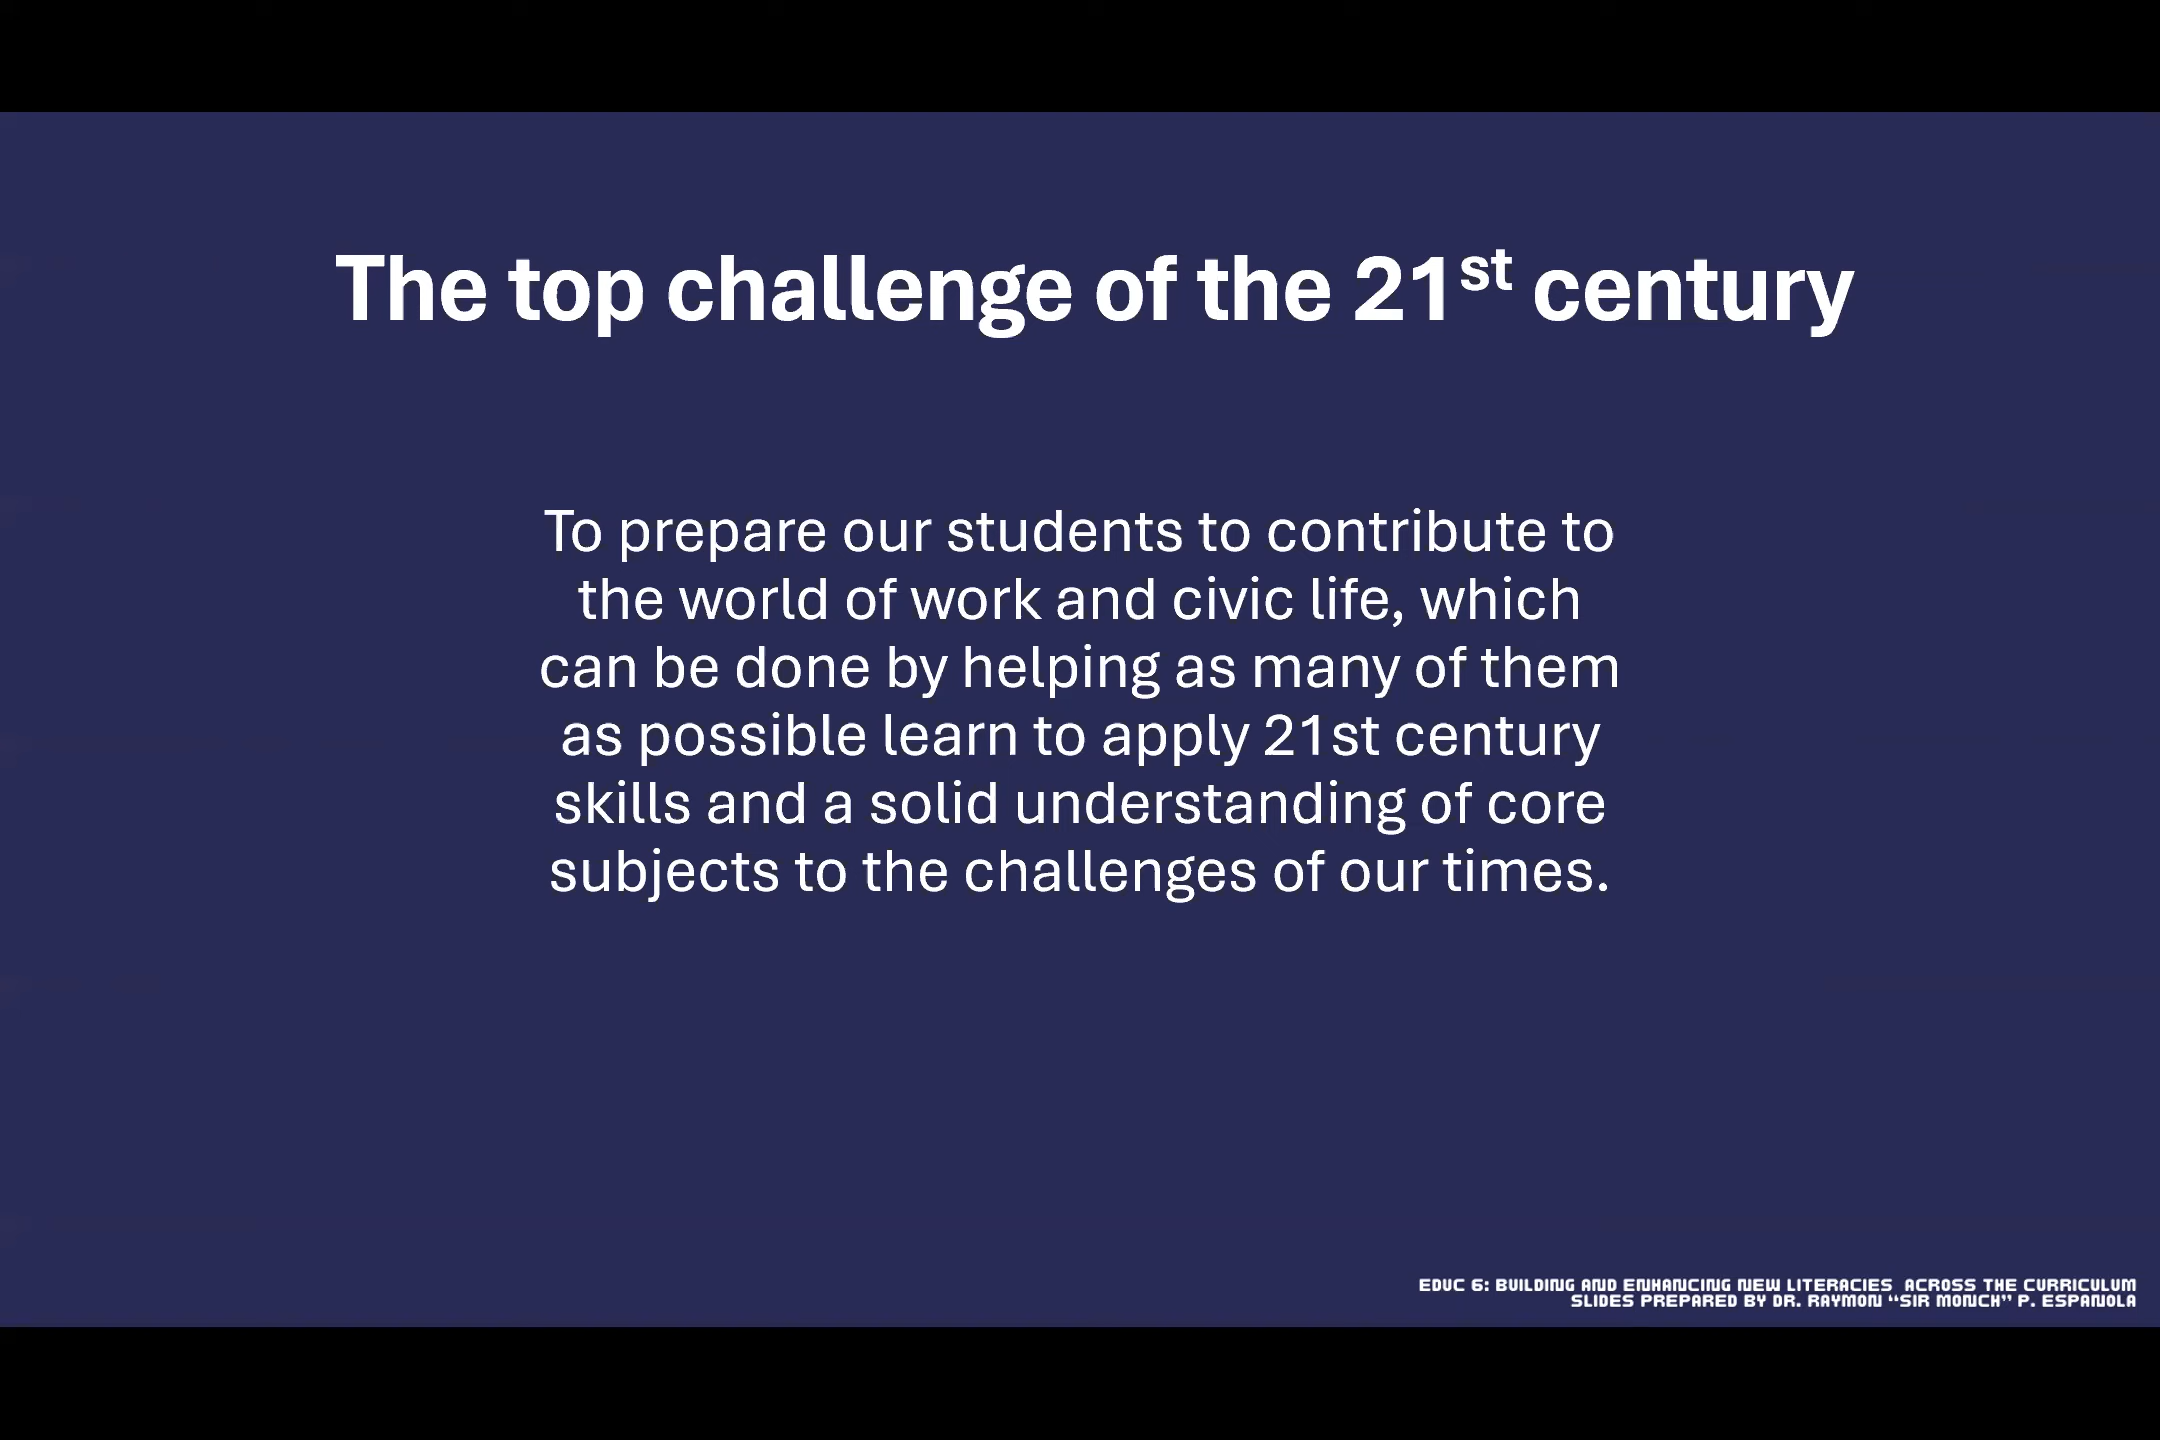 The top challenge of the 21st century
To prepare our students to contribute to
the world of work and civic life, which
can be done by helping as many of them
as possible learn to apply 21st century
skills and a solid understanding of core
subjects to the challenges of our times.
EDUC 6: BUILDING AND ENHANCING NEW LITERACIES ACROSS THE CURRICULUM
SLIDES PREPARED BY DR. RAYMON “SIR MONCH” P. ESPANOLA